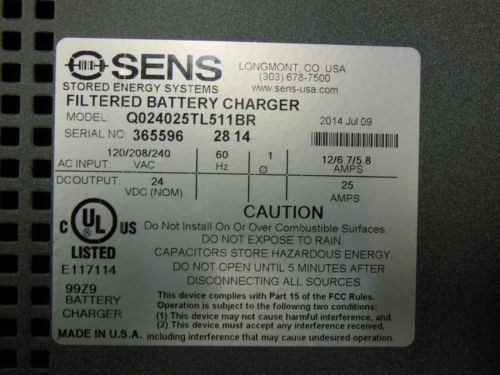 SENS
LONGMONT, CO USA
(303) 678-7500
www.sens-usa.com
STORED ENERGY SYSTEMS
FILTERED BATTERY CHARGER
MODEL: Q024025TL511BR
2014 Jul 09
SERIAL NO: 365596 28 14
120/208/240 60 1 12/6.7/5.8
AC INPUT: VAC Hz Ø AMPS
DC OUTPUT: 24 25
VDC (NOM) AMPS
CAUTION
Do Not Install On or Over Combustible Surfaces.
DO NOT EXPOSE TO RAIN.
CAPACITORS STORE HAZARDOUS ENERGY.
DO NOT OPEN UNTIL 5 MINUTES AFTER
DISCONNECTING ALL SOURCES.
C UL US
LISTED
E117114
99Z9
BATTERY
CHARGER
MADE IN U.S.A.
This device complies with Part 15 of the FCC Rules.
Operation is subject to the following two conditions:
(1) This device may not cause harmful interference, and
(2) This device must accept any interference received,
including interference that may cause undesired operation.